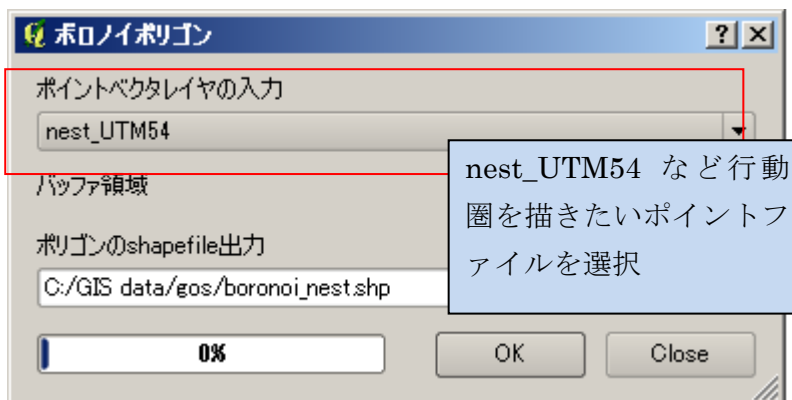 ボロノイポリゴン
ポイントベクタレイヤの入力
nest_UTM54
nest_UTM54 など行動
圏を描きたいポイントフ
ァイルを選択
バッファ領域
ポリゴンのshapefile出力
C:/GIS data/gos/boronoi_nest.shp
0%
OK
Close